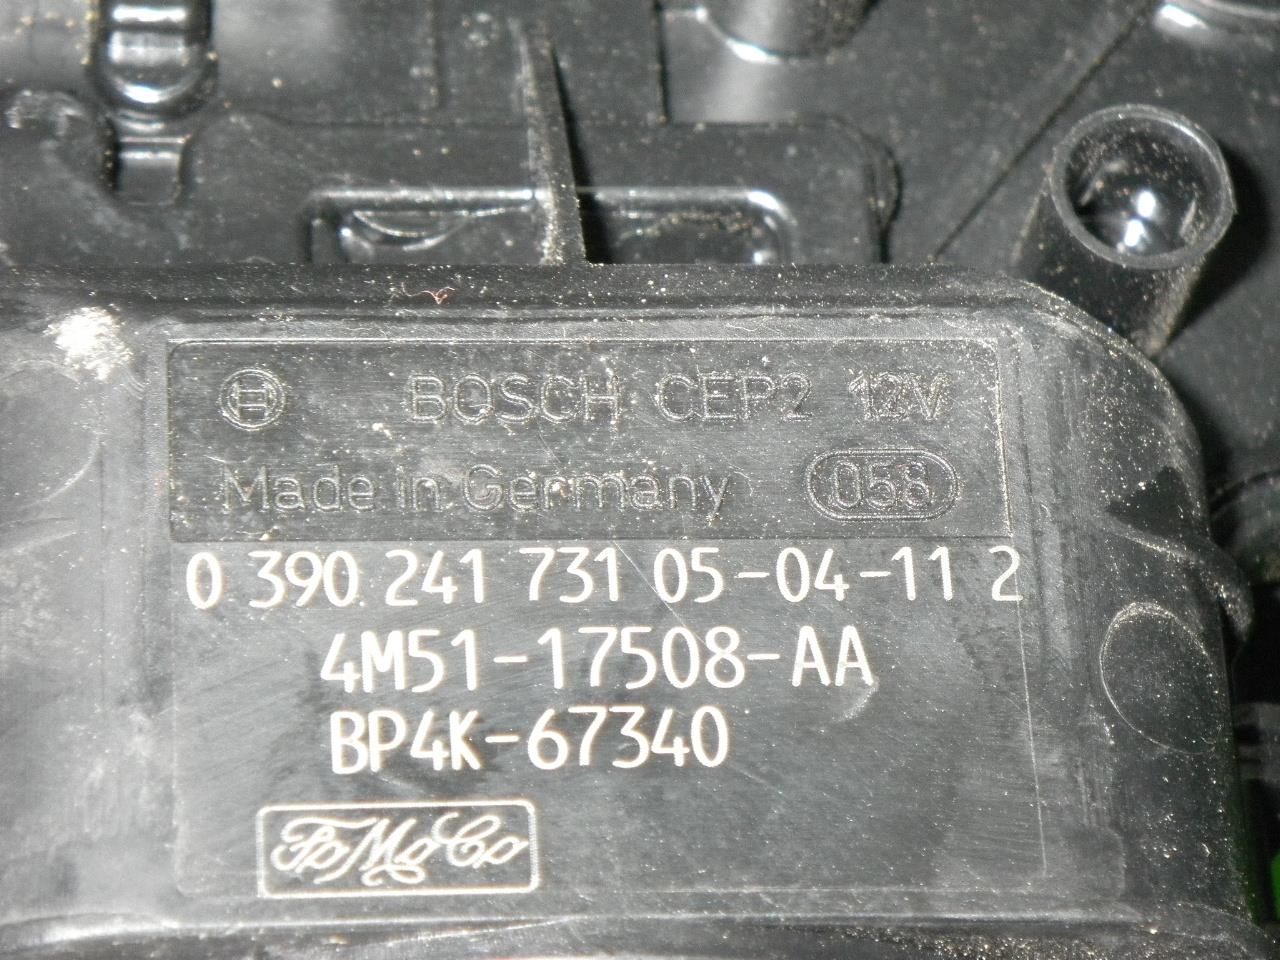 BOSCH CEP2 12V
Made in Germany 058
0 390 241 731 05-04-11 2
4M51-17508-AA
BP4K-67340
FoMoCo